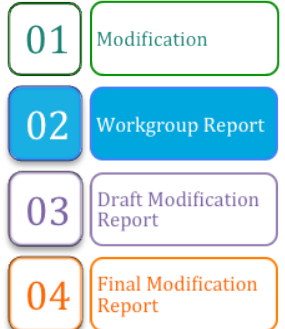 01 Modification
02 Workgroup Report
03 Draft Modification
Report
04 Final Modification
Report